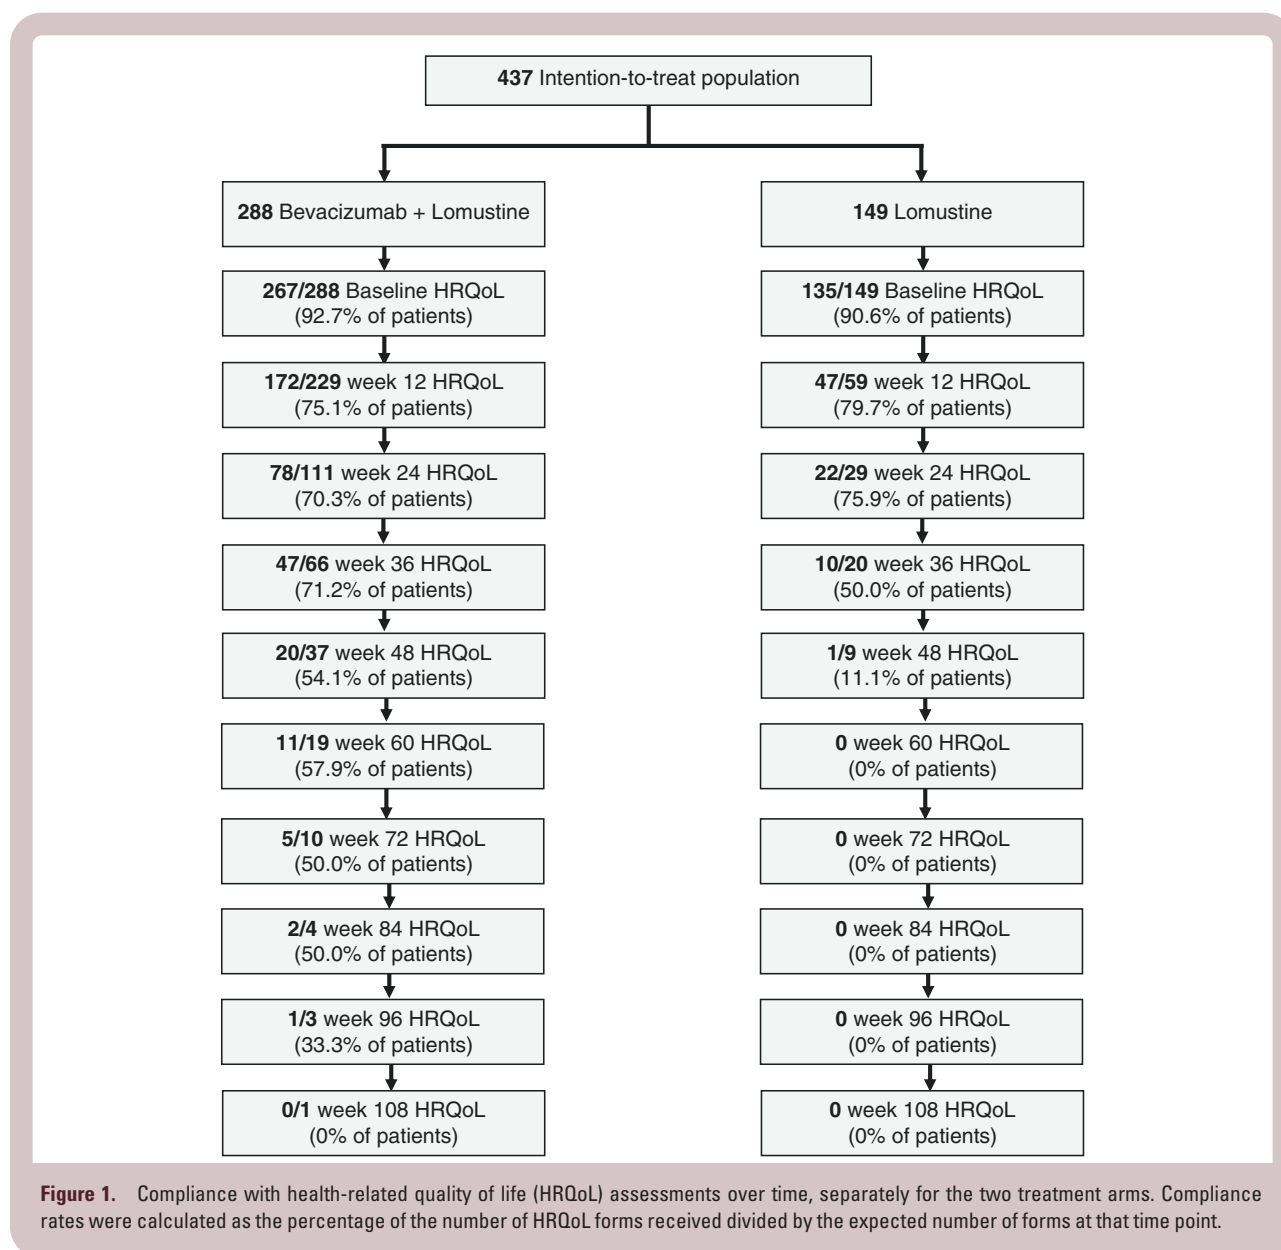 437 Intention-to-treat population
288 Bevacizumab + Lomustine
267/288 Baseline HRQoL
(92.7% of patients)
172/229 week 12 HRQoL
(75.1% of patients)
78/111 week 24 HRQoL
(70.3% of patients)
47/66 week 36 HRQoL
(71.2% of patients)
20/37 week 48 HRQoL
(54.1% of patients)
11/19 week 60 HRQoL
(57.9% of patients)
5/10 week 72 HRQoL
(50.0% of patients)
2/4 week 84 HRQoL
(50.0% of patients)
1/3 week 96 HRQoL
(33.3% of patients)
0/1 week 108 HRQoL
(0% of patients)
149 Lomustine
135/149 Baseline HRQoL
(90.6% of patients)
47/59 week 12 HRQoL
(79.7% of patients)
22/29 week 24 HRQoL
(75.9% of patients)
10/20 week 36 HRQoL
(50.0% of patients)
1/9 week 48 HRQoL
(11.1% of patients)
0 week 60 HRQoL
(0% of patients)
0 week 72 HRQoL
(0% of patients)
0 week 84 HRQoL
(0% of patients)
0 week 96 HRQoL
(0% of patients)
0 week 108 HRQoL
(0% of patients)
Figure 1. Compliance with health-related quality of life (HRQoL) assessments over time, separately for the two treatment arms. Compliance
rates were calculated as the percentage of the number of HRQoL forms received divided by the expected number of forms at that time point.